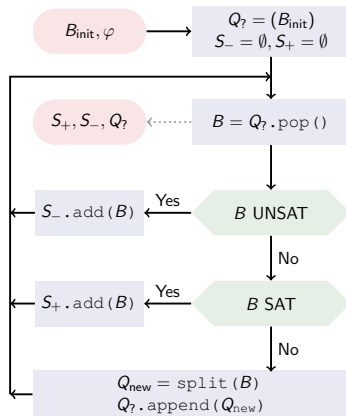 B_init, φ
Q_? = (B_init)
S_− = ∅, S_+ = ∅
S_+, S_−, Q_?
B = Q_?.pop()
S_−.add(B)
Yes
B UNSAT
No
S_+.add(B)
Yes
B SAT
No
Q_new = split(B)
Q_?.append(Q_new)